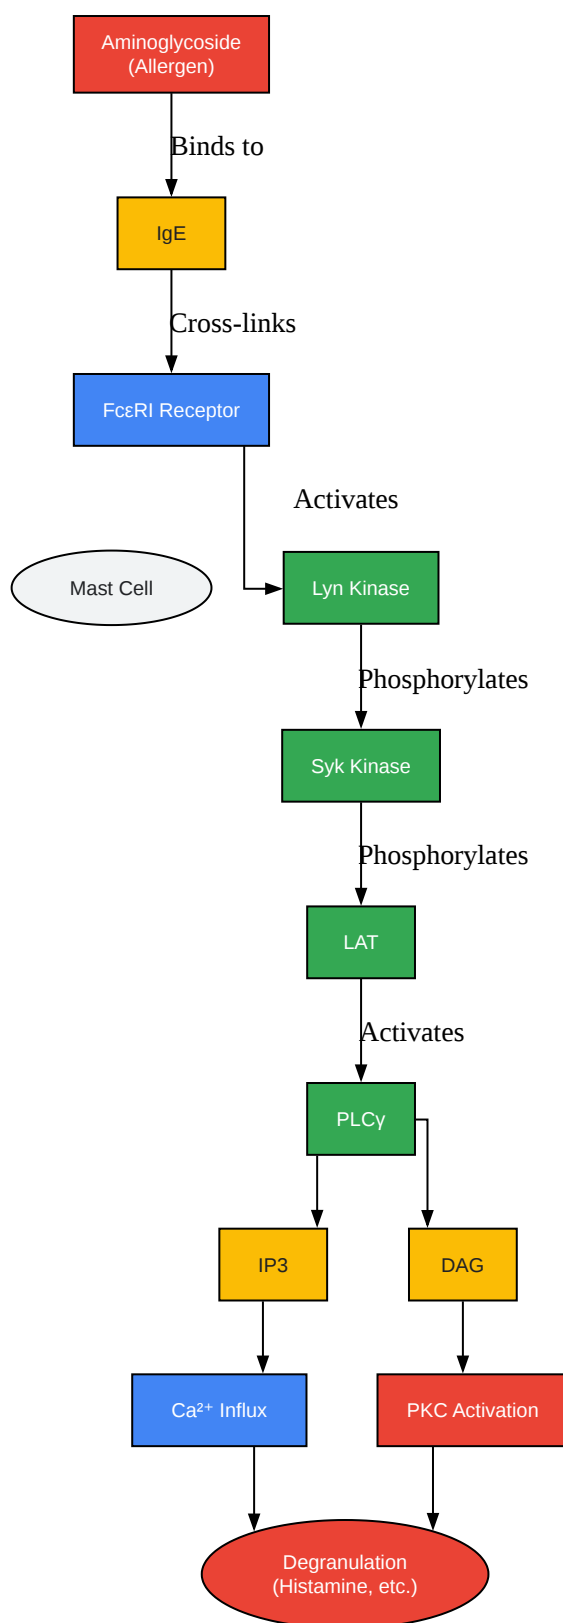 Aminoglycoside
(Allergen)
Binds to
IgE
Cross-links
FcεRI Receptor
Activates
Mast Cell
Lyn Kinase
Phosphorylates
Syk Kinase
Phosphorylates
LAT
Activates
PLCγ
IP3
DAG
Ca²⁺ Influx
PKC Activation
Degranulation
(Histamine, etc.)